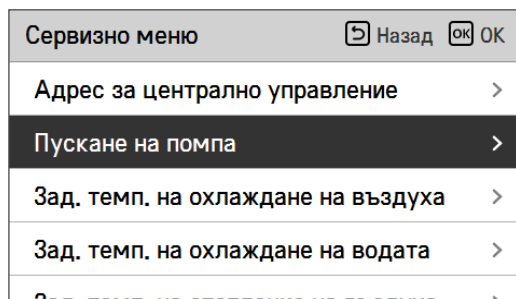 Сервизно меню Назад OK OK
Адрес за централно управление
Пускане на помпа
Зад. темп. на охлаждане на въздуха
Зад. темп. на охлаждане на водата